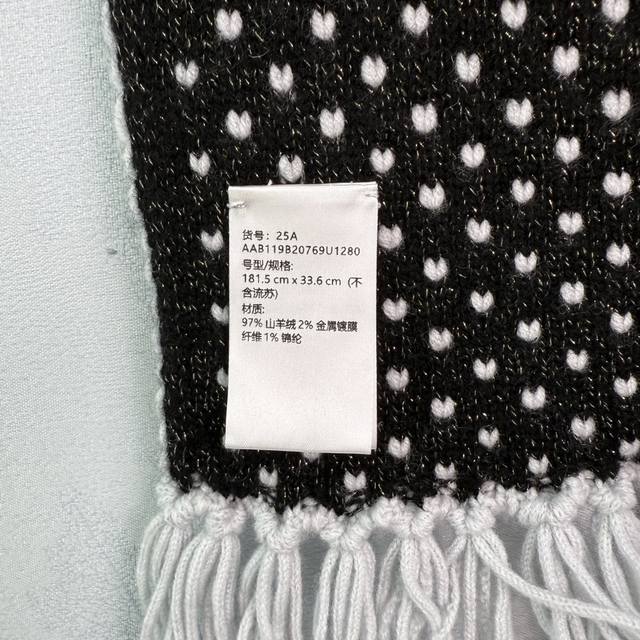 货号：25A
AAB119B20769U1280
号型/规格:
181.5 cm x 33.6 cm (不
含流苏)
材质:
97% 山羊绒 2% 金属镀膜
纤维 1% 锦纶